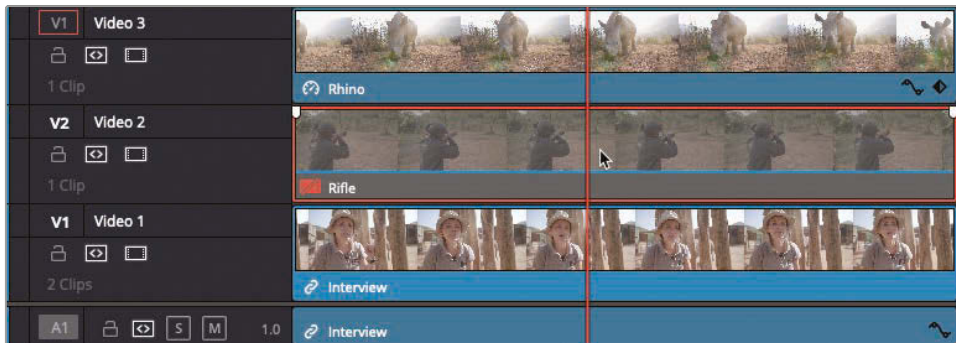 V1 Video 3
1 Clip
Rhino
V2 Video 2
1 Clip
Rifle
V1 Video 1
2 Clips
Interview
A1 S M 1.0
Interview